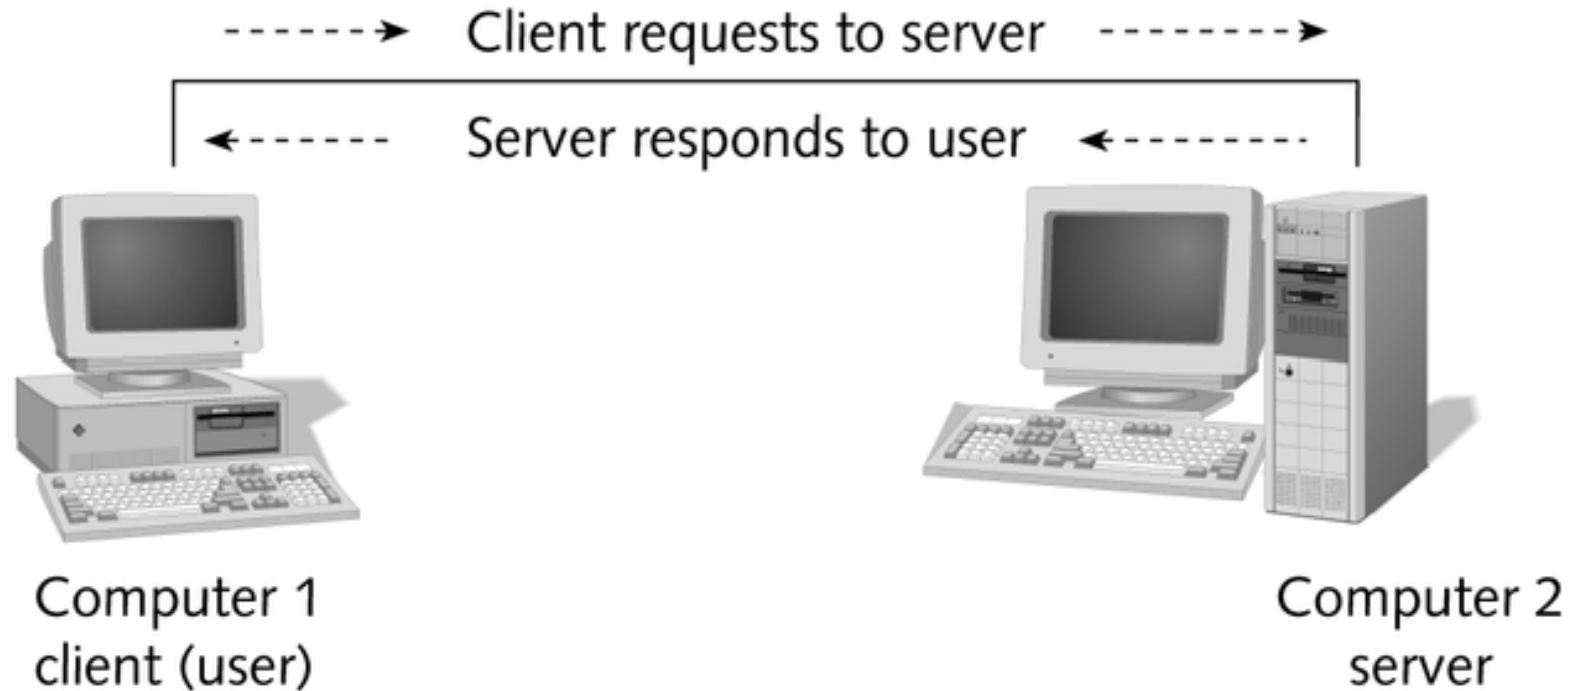 Client requests to server
Server responds to user
Computer 1
client (user)
Computer 2
server